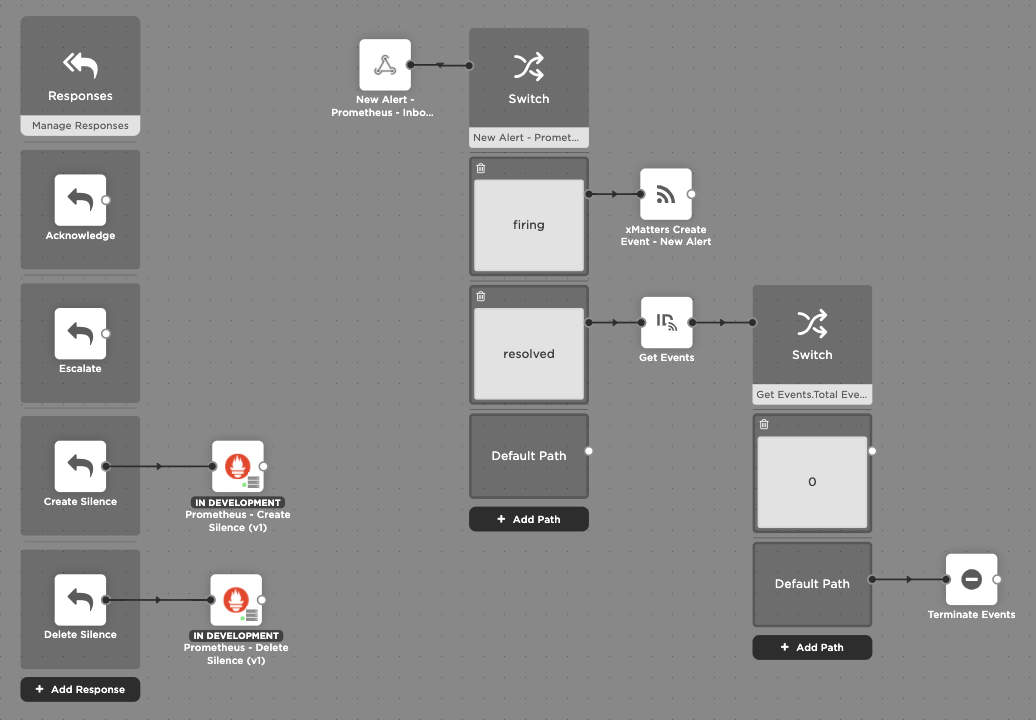 Responses
Manage Responses
Acknowledge
Escalate
Create Silence
IN DEVELOPMENT
Prometheus - Create
Silence (v1)
Delete Silence
IN DEVELOPMENT
Prometheus - Delete
Silence (v1)
+ Add Response
New Alert -
Prometheus - Inbo...
Switch
New Alert - Promet...
firing
xMatters Create
Event - New Alert
resolved
ID
Get Events
Default Path
+ Add Path
Switch
Get Events.Total Eve...
0
Default Path
Terminate Events
+ Add Path